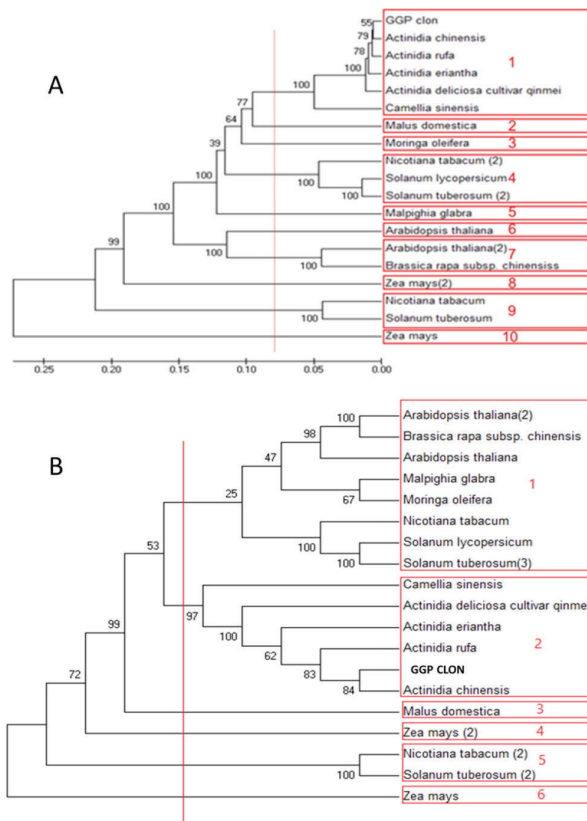 A
GGP clon
Actinidia chinensis
Actinidia rufa
Actinidia eriantha
Actinidia deliciosa cultivar qinmei
Camellia sinensis
Malus domestica
Moringa oleifera
Nicotiana tabacum (2)
Solanum lycopersicum
Solanum tuberosum (2)
Malpighia glabra
Arabidopsis thaliana
Arabidopsis thaliana(2)
Brassica rapa subsp. chinensiss
Zea mays(2)
Nicotiana tabacum
Solanum tuberosum
Zea mays
1
2
3
4
5
6
7
8
9
10
55
79
78
100
100
77
64
39
100
100
100
100
100
100
99
100
0.25
0.20
0.15
0.10
0.05
0.00
B
Arabidopsis thaliana(2)
Brassica rapa subsp. chinensis
Arabidopsis thaliana
Malpighia glabra
Moringa oleifera
Nicotiana tabacum
Solanum lycopersicum
Solanum tuberosum(3)
Camellia sinensis
Actinidia deliciosa cultivar qinmei
Actinidia eriantha
Actinidia rufa
GGP CLON
Actinidia chinensis
Malus domestica
Zea mays (2)
Nicotiana tabacum (2)
Solanum tuberosum (2)
Zea mays
1
2
3
4
5
6
100
98
47
67
25
100
100
53
97
100
62
83
84
99
72
100